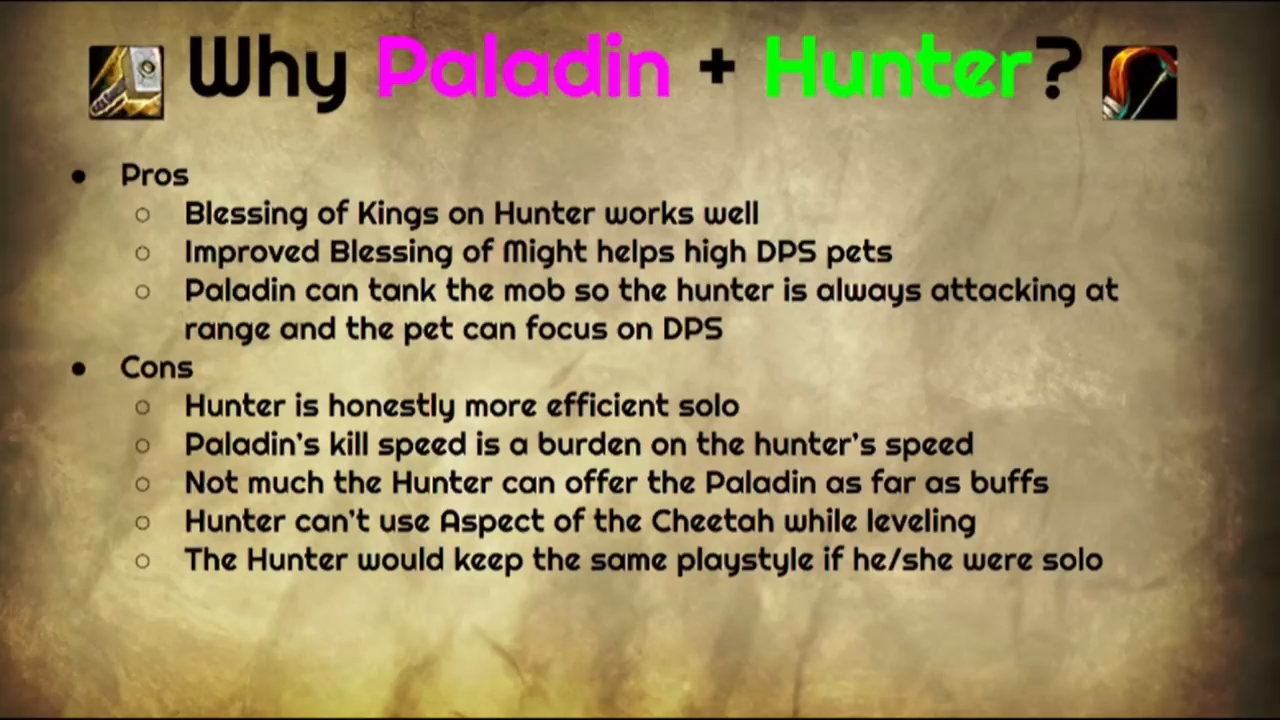 Why Paladin + Hunter?
● Pros
○ Blessing of Kings on Hunter works well
○ Improved Blessing of Might helps high DPS pets
○ Paladin can tank the mob so the hunter is always attacking at
range and the pet can focus on DPS
● Cons
○ Hunter is honestly more efficient solo
○ Paladin's kill speed is a burden on the hunter's speed
○ Not much the Hunter can offer the Paladin as far as buffs
○ Hunter can't use Aspect of the Cheetah while leveling
○ The Hunter would keep the same playstyle if he/she were solo